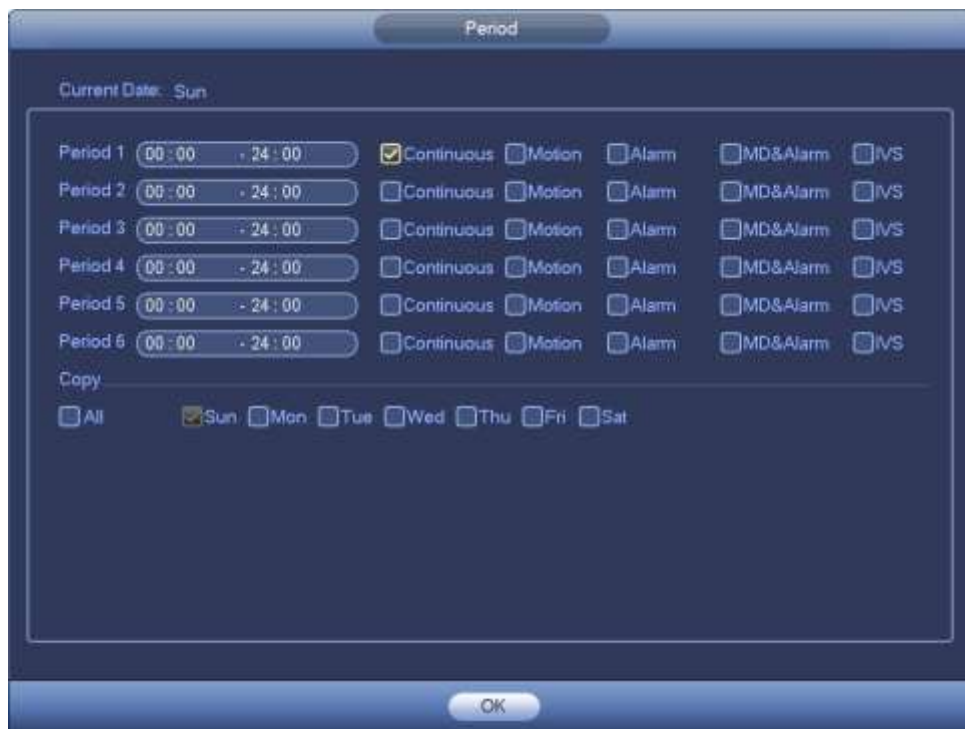 Period
Current Date: Sun
Period 1 00 : 00 - 24 : 00 Continuous Motion Alarm MD&Alarm IVS
Period 2 00 : 00 - 24 : 00 Continuous Motion Alarm MD&Alarm IVS
Period 3 00 : 00 - 24 : 00 Continuous Motion Alarm MD&Alarm IVS
Period 4 00 : 00 - 24 : 00 Continuous Motion Alarm MD&Alarm IVS
Period 5 00 : 00 - 24 : 00 Continuous Motion Alarm MD&Alarm IVS
Period 6 00 : 00 - 24 : 00 Continuous Motion Alarm MD&Alarm IVS
Copy
All Sun Mon Tue Wed Thu Fri Sat
OK